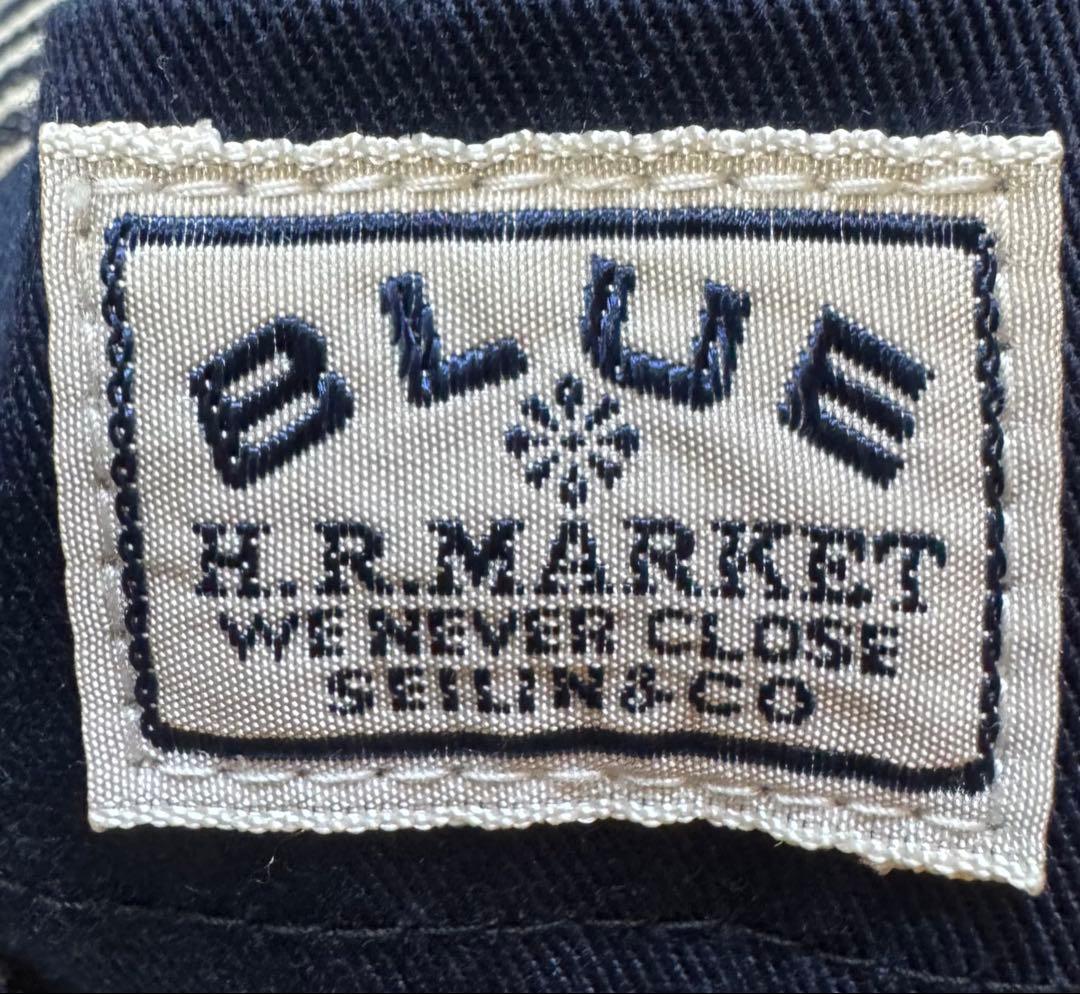 BLUE
H.R.MARKET
WE NEVER CLOSE
SEILIN&CO